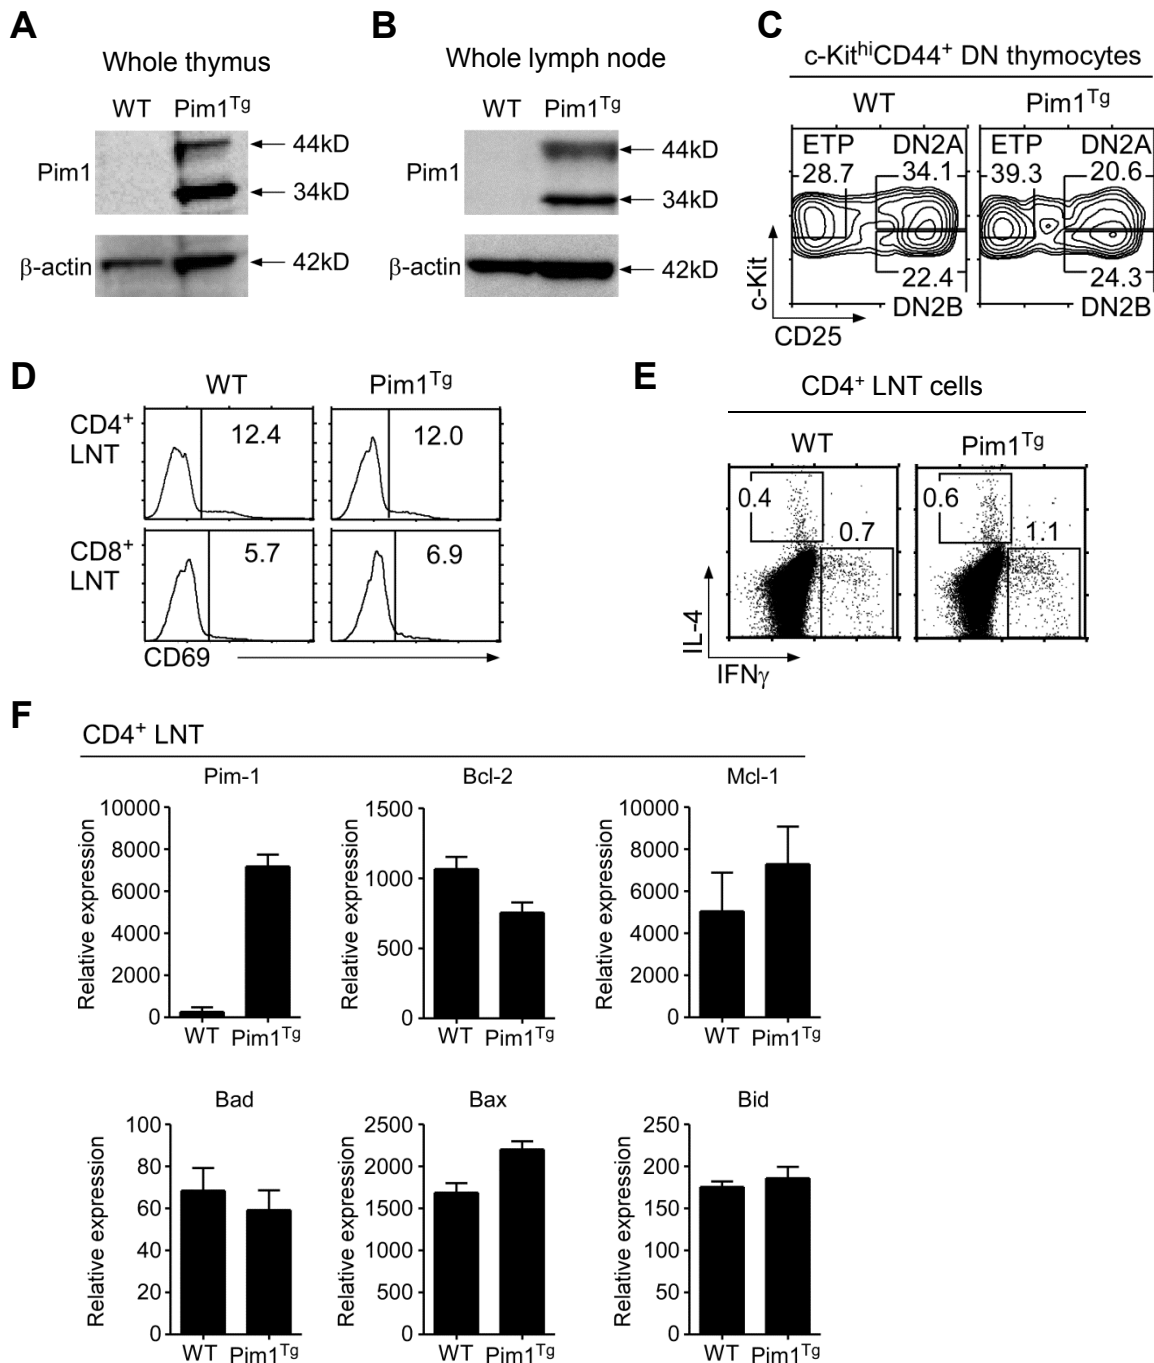 A
Whole thymus
WT Pim1Tg
Pim1
44kD
34kD
β-actin
42kD
B
Whole lymph node
WT Pim1Tg
Pim1
44kD
34kD
β-actin
42kD
C
c-KithiCD44+ DN thymocytes
WT Pim1Tg
ETP DN2A ETP DN2A
28.7 34.1 39.3 20.6
22.4 24.3
DN2B DN2B
c-Kit
CD25
D
WT Pim1Tg
CD4+
LNT
12.4 12.0
CD8+
LNT
5.7 6.9
CD69
E
CD4+ LNT cells
WT Pim1Tg
0.4 0.7 0.6 1.1
IL-4
IFNγ
F
CD4+ LNT
Pim-1
Relative expression
10000
8000
6000
4000
2000
0
WT Pim1Tg
Bcl-2
Relative expression
1500
1000
500
0
WT Pim1Tg
Mcl-1
Relative expression
10000
8000
6000
4000
2000
0
WT Pim1Tg
Bad
Relative expression
100
80
60
40
20
0
WT Pim1Tg
Bax
Relative expression
2500
2000
1500
1000
500
0
WT Pim1Tg
Bid
Relative expression
250
200
150
100
50
0
WT Pim1Tg